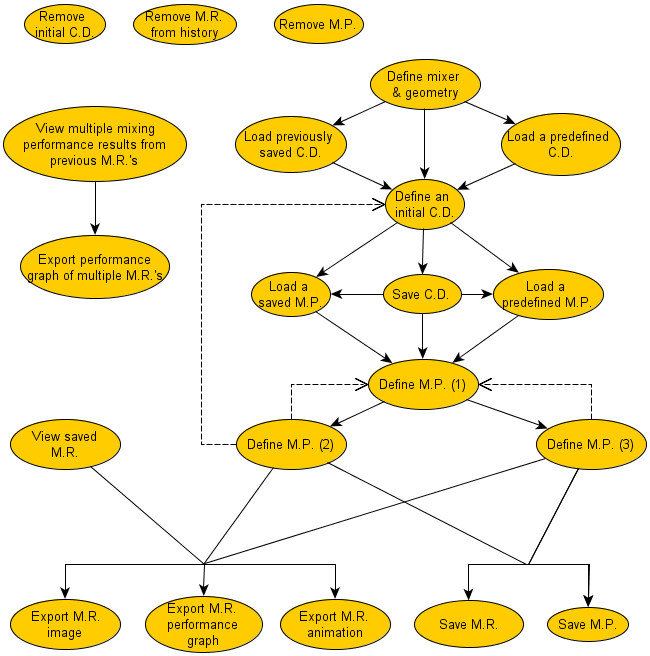 Remove
initial C.D.
Remove M.R.
from history
Remove M.P.
Define mixer
& geometry
View multiple mixing
performance results from
previous M.R.'s
Load previously
saved C.D.
Load a predefined
C.D.
Define an
initial C.D.
Export performance
graph of multiple M.R.'s
Load a
saved M.P.
Save C.D.
Load a
predefined M.P.
Define M.P. (1)
View saved
M.R.
Define M.P. (2)
Define M.P. (3)
Export M.R.
image
Export M.R.
performance
graph
Export M.R.
animation
Save M.R.
Save M.P.